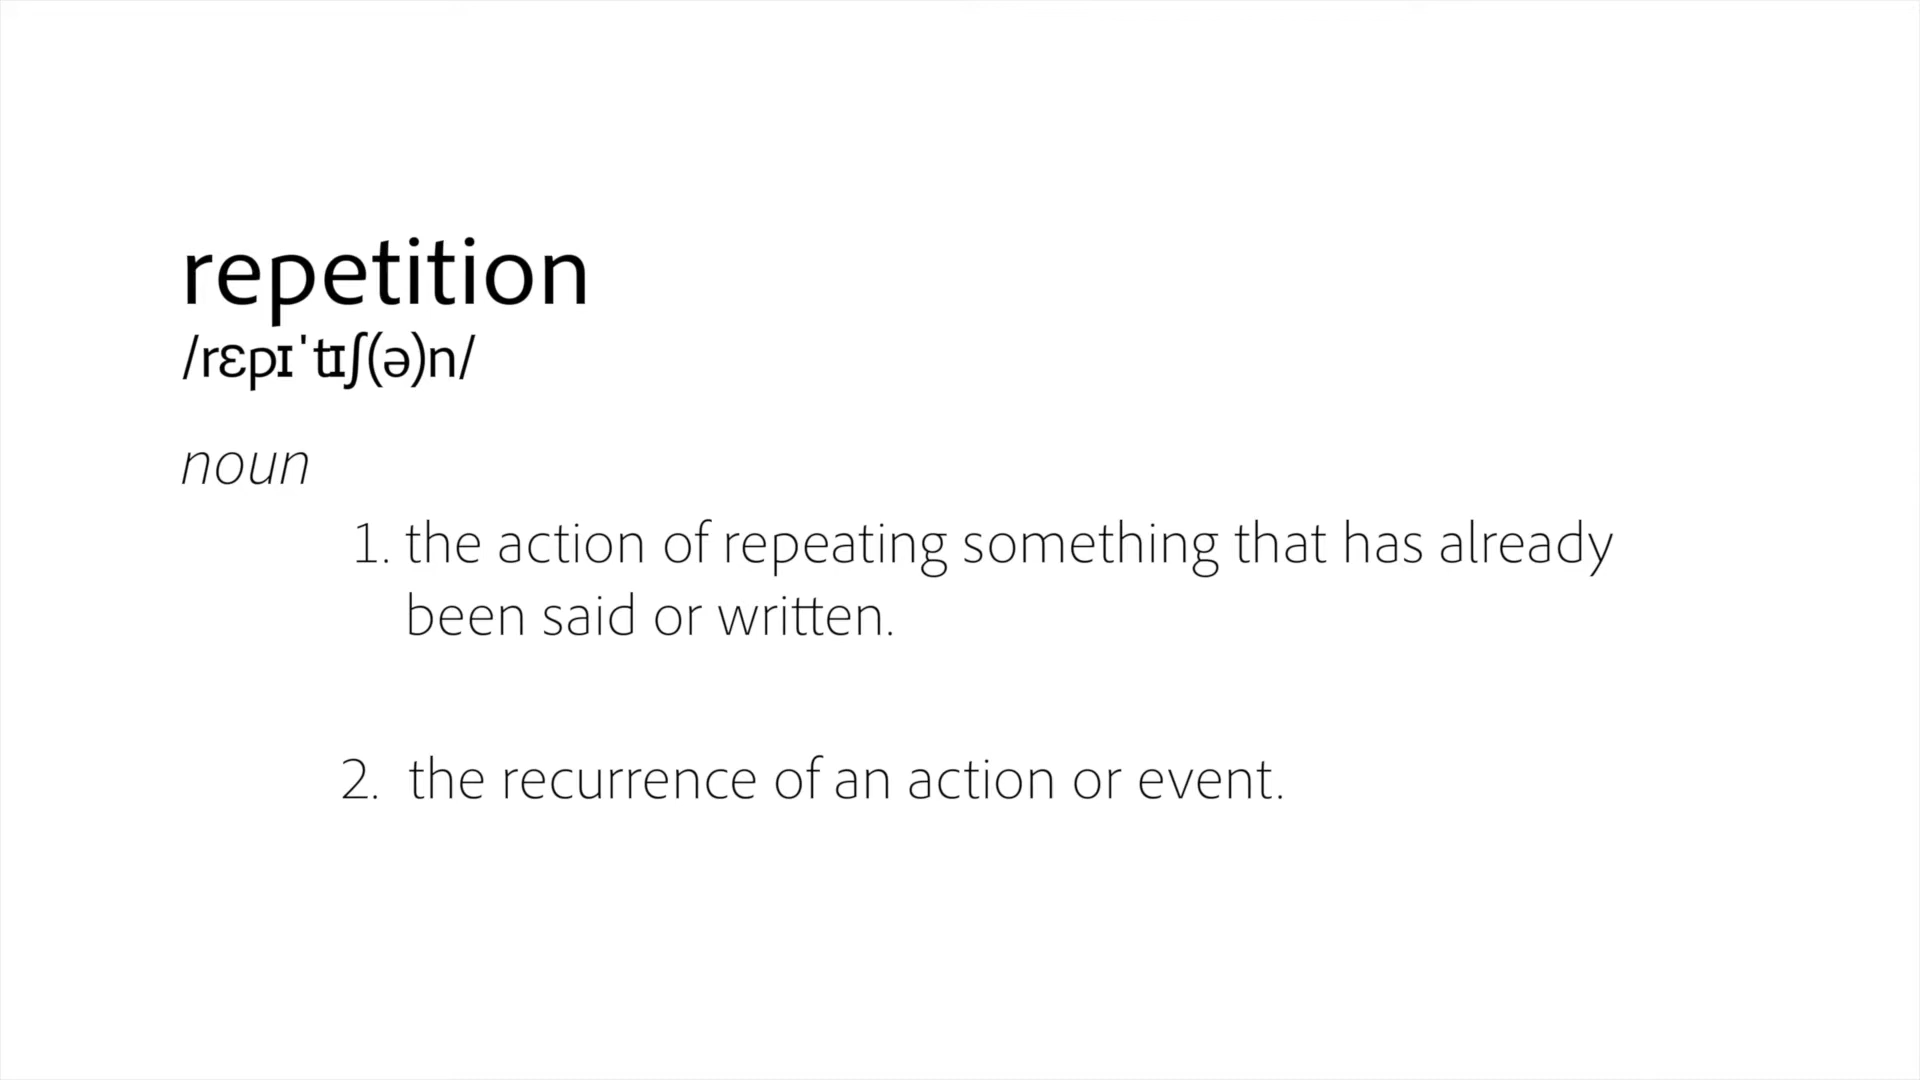 repetition
/rɛpɪˈtɪʃ(ə)n/
noun
1. the action of repeating something that has already
been said or written.
2. the recurrence of an action or event.